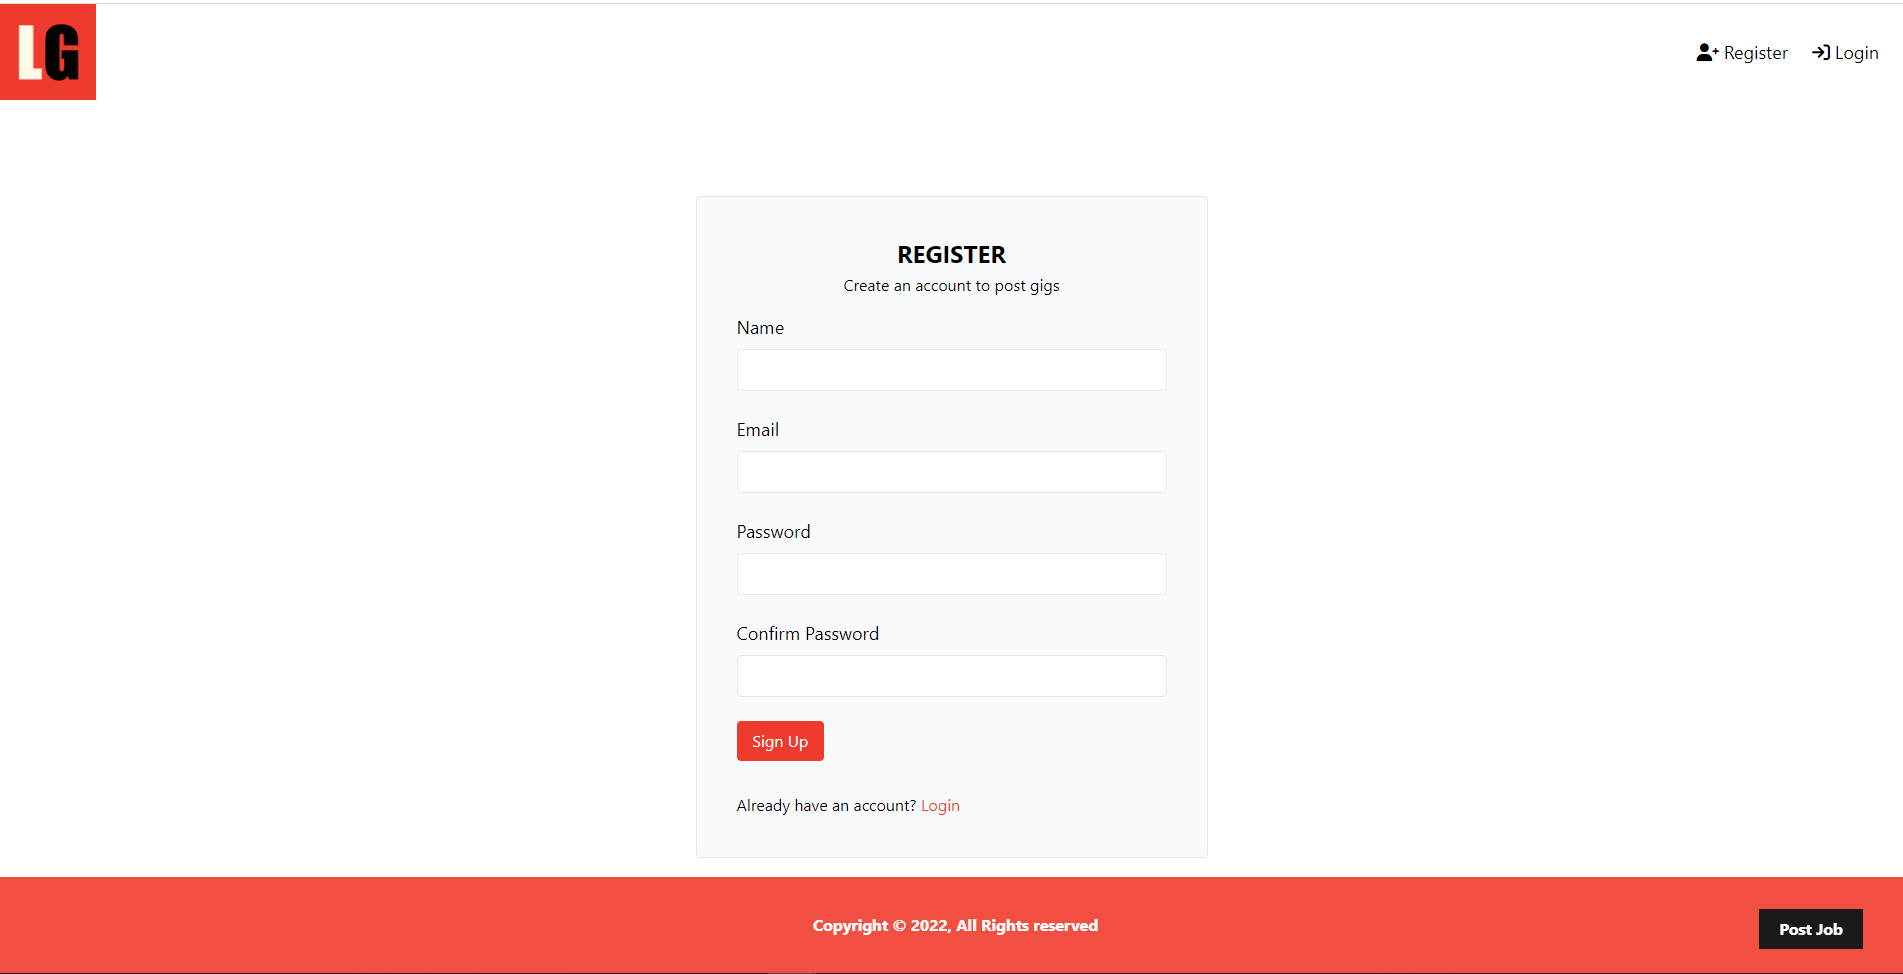 LG
Register Login
REGISTER
Create an account to post gigs
Name
Email
Password
Confirm Password
Sign Up
Already have an account? Login
Copyright © 2022, All Rights reserved
Post Job